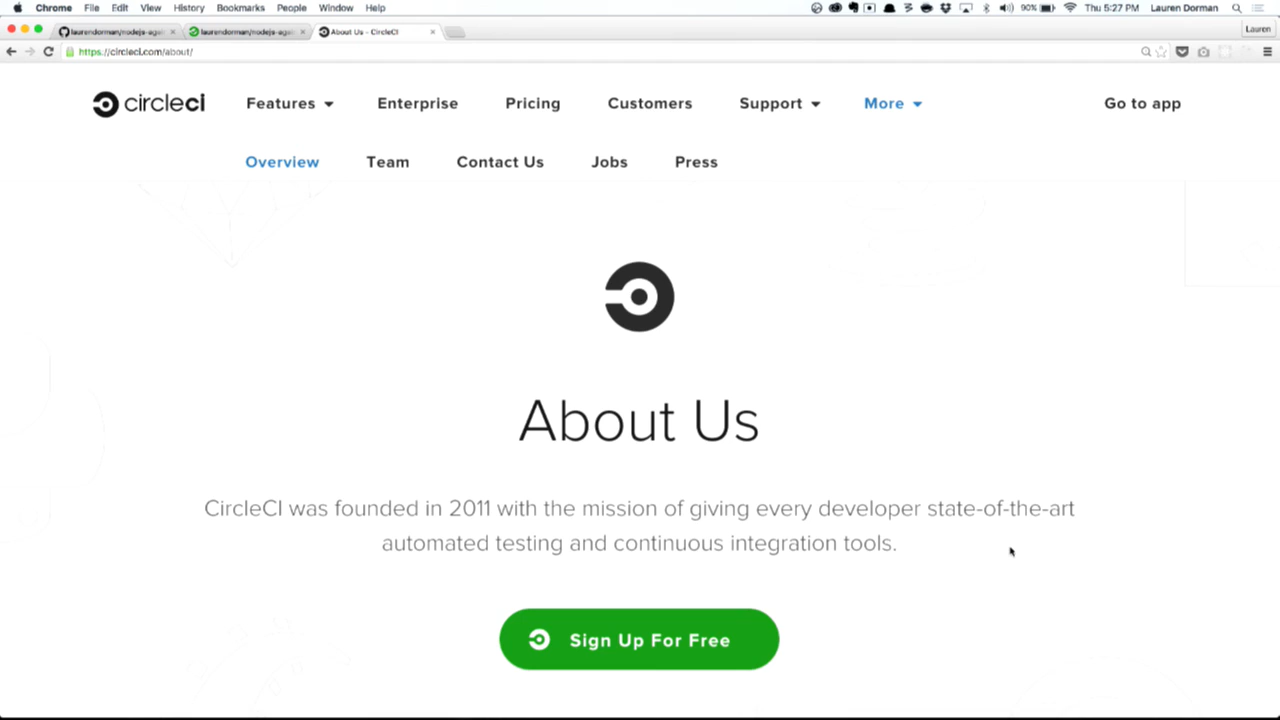 Chrome File Edit View History Bookmarks People Window Help 90% Thu 5:27 PM Lauren Dorman
laurendorman/nodejs-agai laurendorman/nodejs-agai About Us - CircleCI Lauren
https://circleci.com/about/
circleci Features Enterprise Pricing Customers Support More Go to app
Overview Team Contact Us Jobs Press
About Us
CircleCI was founded in 2011 with the mission of giving every developer state-of-the-art
automated testing and continuous integration tools.
Sign Up For Free